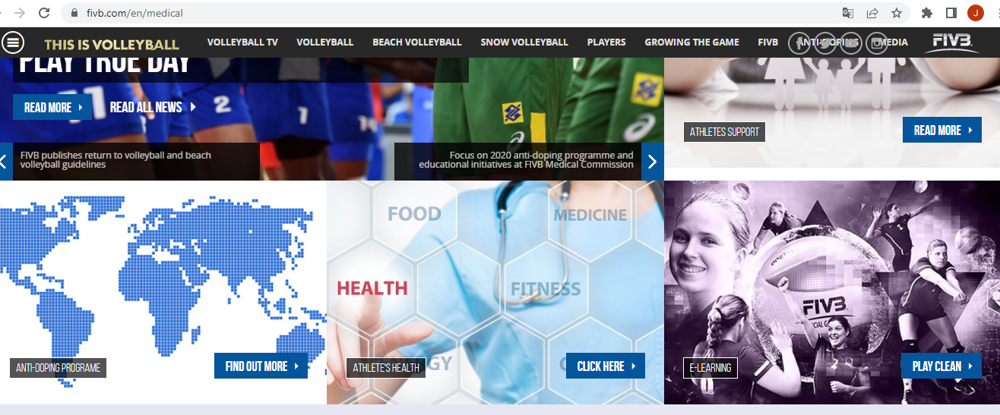 fivb.com/en/medical
J
THIS IS VOLLEYBALL
VOLLEYBALL TV
VOLLEYBALL
BEACH VOLLEYBALL
SNOW VOLLEYBALL
PLAYERS
GROWING THE GAME
FIVB
ANTI-DOPING
MEDIA
FIVB
PLAY TRUE DAY
READ MORE
READ ALL NEWS
11
2
1
FIVB publishes return to volleyball and beach
volleyball guidelines
Focus on 2020 anti-doping programme and
educational initiatives at FIVB Medical Commission
ATHLETES SUPPORT
READ MORE
ANTI-DOPING PROGRAME
FIND OUT MORE
FOOD
MEDICINE
HEALTH
FITNESS
GY
ATHLETE'S HEALTH
CLICK HERE
FIVB
E-LEARNING
PLAY CLEAN